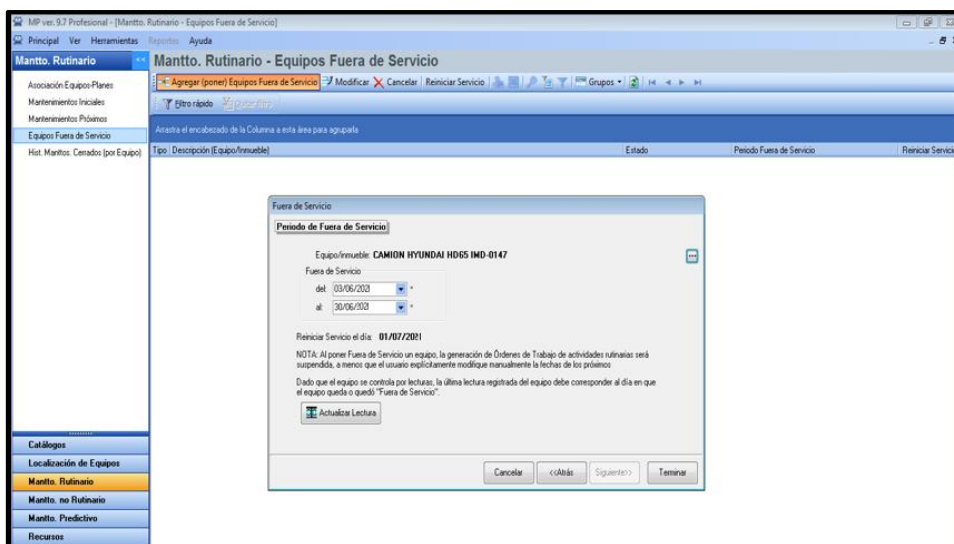 MP ver. 9.7 Profesional - [Mantto. Rutinario - Equipos Fuera de Servicio]
Principal Ver Herramientas Reportes Ayuda
Mantto. Rutinario <<
Mantto. Rutinario - Equipos Fuera de Servicio
Agregar (poner) Equipos Fuera de Servicio Modificar Cancelar Reiniciar Servicio Grupos
Filtro rápido
Asociación Equipos-Planes
Mantenimientos Iniciales
Mantenimientos Próximos
Equipos Fuera de Servicio
Hist. Manttos. Cerrados (por Equipo)
Arrastra el encabezado de la Columna a esta área para agruparla
Tipo Descripción (Equipo/Inmueble) Estado Periodo Fuera de Servicio Reiniciar Servicio
Fuera de Servicio
Periodo de Fuera de Servicio
Equipo/inmueble: CAMION HYUNDAI HD65 IMD-0147 ...
Fuera de Servicio
del: 03/06/2021 *
al: 30/06/2021 *
Reiniciar Servicio el día: 01/07/2021
NOTA: Al poner Fuera de Servicio un equipo, la generación de Órdenes de Trabajo de actividades rutinarias será
suspendida, a menos que el usuario explícitamente modifique manualmente la fechas de los próximos
Dado que el equipo se controla por lecturas, la última lectura registrada del equipo debe corresponder al día en que
el equipo queda o quedó "Fuera de Servicio".
Actualizar Lectura
Cancelar <<Atrás Siguiente>> Terminar
Catálogos
Localización de Equipos
Mantto. Rutinario
Mantto. no Rutinario
Mantto. Predictivo
Recursos